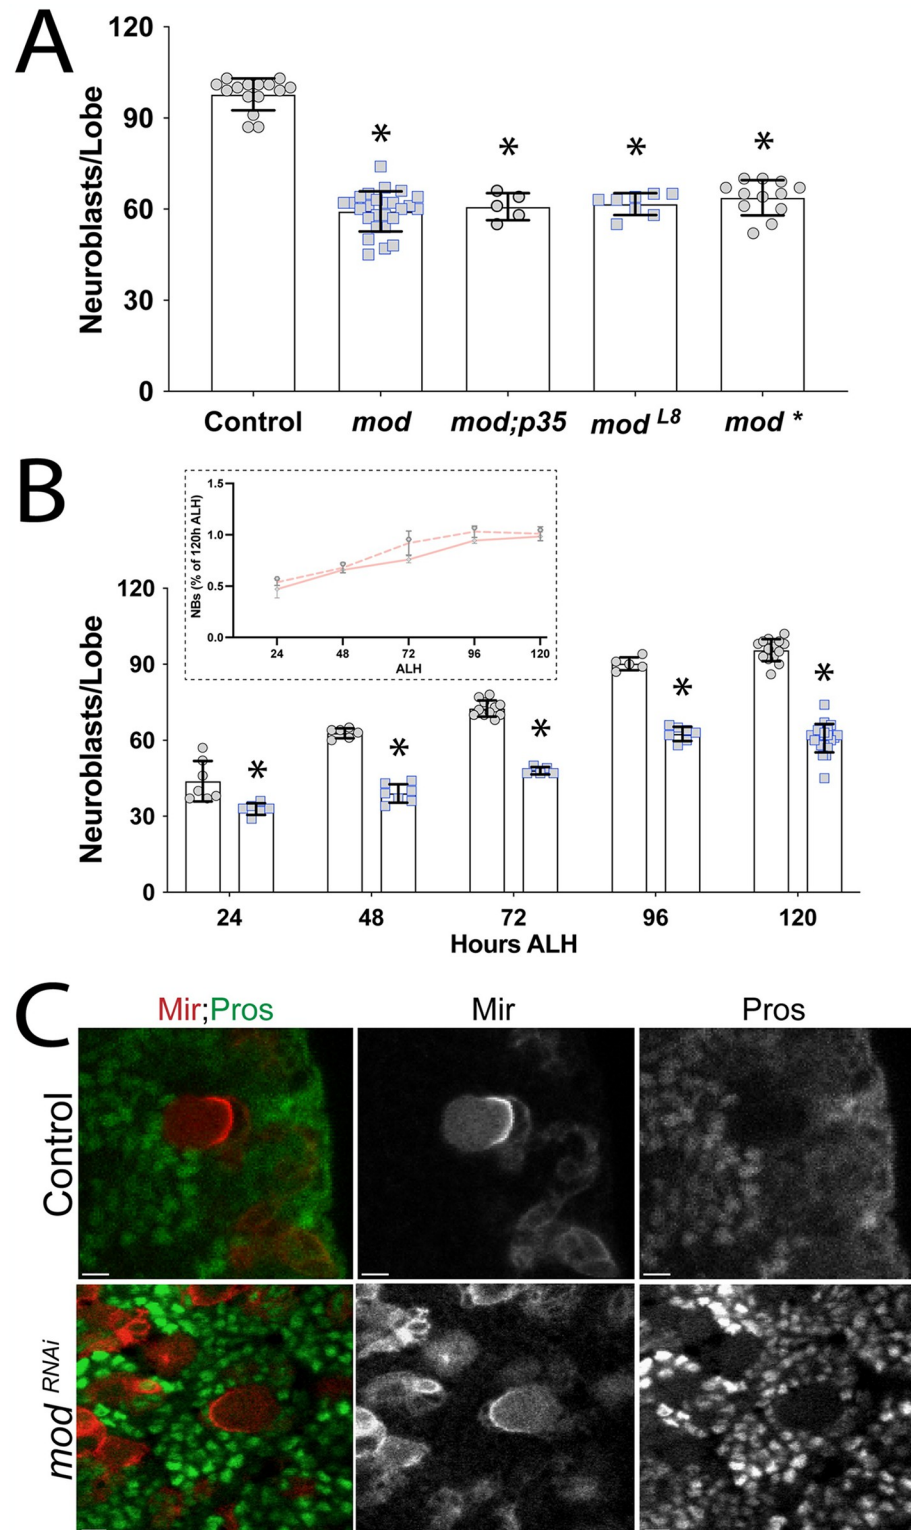 A
120
90
60
30
0
Neuroblasts/Lobe
* * * *
Control mod mod;p35 mod L8 mod *
B
1.5
1.0
0.5
0.0
NBs (% of 120h ALH)
24 48 72 96 120
ALH
120
90
60
30
0
Neuroblasts/Lobe
* * * * *
24 48 72 96 120
Hours ALH
C
Mir;Pros Mir Pros
Control
mod RNAi